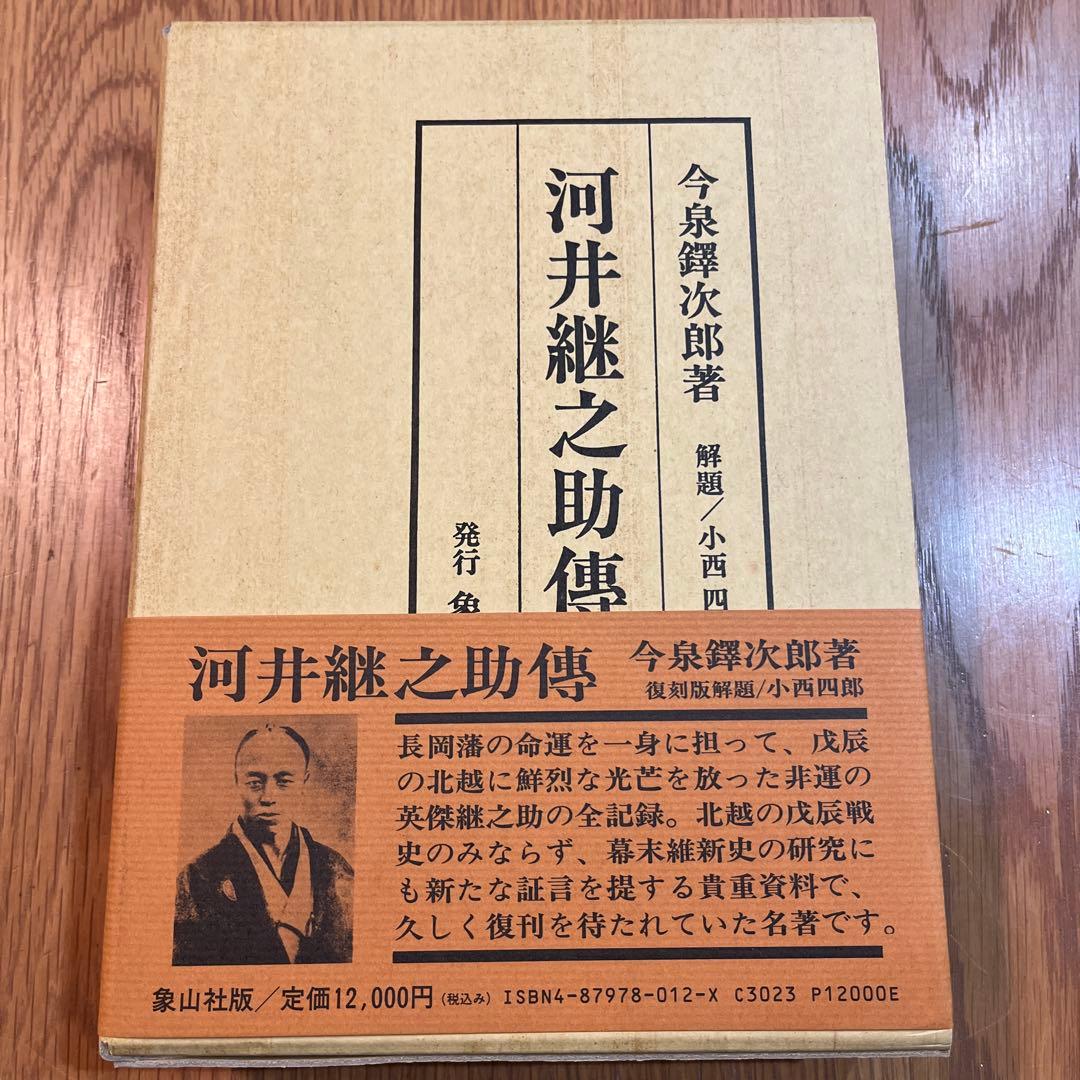 今泉鐸次郎著 解題/小西四
河井継之助傳
発行 象
河井継之助傳
今泉鐸次郎著
復刻版解題/小西四郎
長岡藩の命運を一身に担って、戊辰
の北越に鮮烈な光芒を放った非運の
英傑継之助の全記録。北越の戊辰戦
史のみならず、幕末維新史の研究に
も新たな証言を提する貴重資料で、
久しく復刊を待たれていた名著です。
象山社版/定価12,000円(税込み) ISBN4-87978-012-X C3023 P12000E